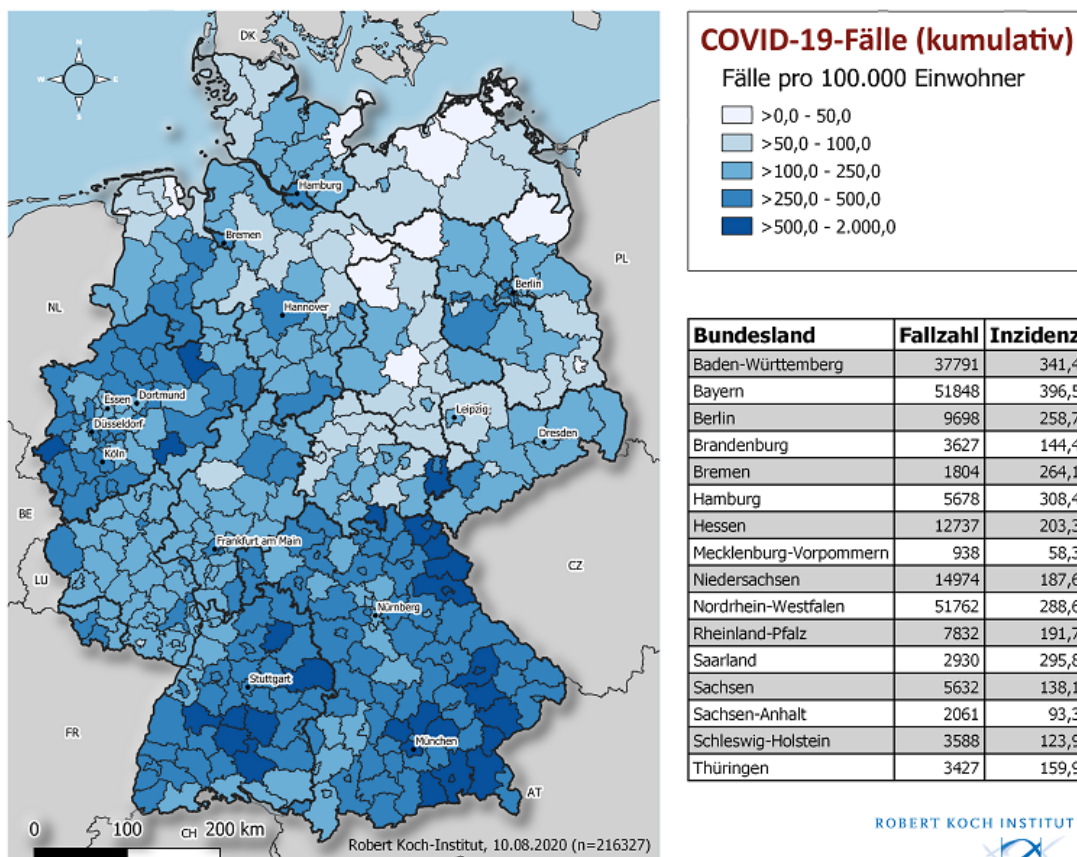 COVID-19-Fälle (kumulativ)
Fälle pro 100.000 Einwohner
>0,0 - 50,0
>50,0 - 100,0
>100,0 - 250,0
>250,0 - 500,0
>500,0 - 2.000,0
N
W E
S
DK
Hamburg
Bremen
PL
Berlin
NL
Hannover
Essen Dortmund
Düsseldorf
Leipzig
Köln
Dresden
BE
Frankfurt am Main
LU
CZ
Nürnberg
Stuttgart
FR
München
AT
0 100 CH 200 km
Robert Koch-Institut, 10.08.2020 (n=216327)
Bundesland Fallzahl Inzidenz
Baden-Württemberg 37791 341,4
Bayern 51848 396,5
Berlin 9698 258,7
Brandenburg 3627 144,4
Bremen 1804 264,1
Hamburg 5678 308,4
Hessen 12737 203,3
Mecklenburg-Vorpommern 938 58,3
Niedersachsen 14974 187,6
Nordrhein-Westfalen 51762 288,6
Rheinland-Pfalz 7832 191,7
Saarland 2930 295,8
Sachsen 5632 138,1
Sachsen-Anhalt 2061 93,3
Schleswig-Holstein 3588 123,9
Thüringen 3427 159,9
ROBERT KOCH INSTITUT